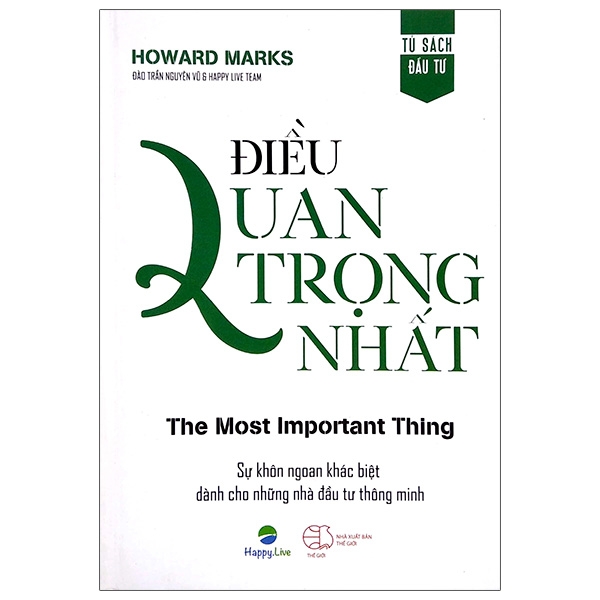 HOWARD MARKS
ĐÀO TRẦN NGUYÊN VŨ & HAPPY LIVE TEAM
TỦ SÁCH
ĐẦU TƯ
ĐIỀU
QUAN
TRỌNG
NHẤT
The Most Important Thing
Sự khôn ngoan khác biệt
dành cho những nhà đầu tư thông minh
Happy.Live
NHÀ XUẤT BẢN
THẾ GIỚI
THẾ GIỚI